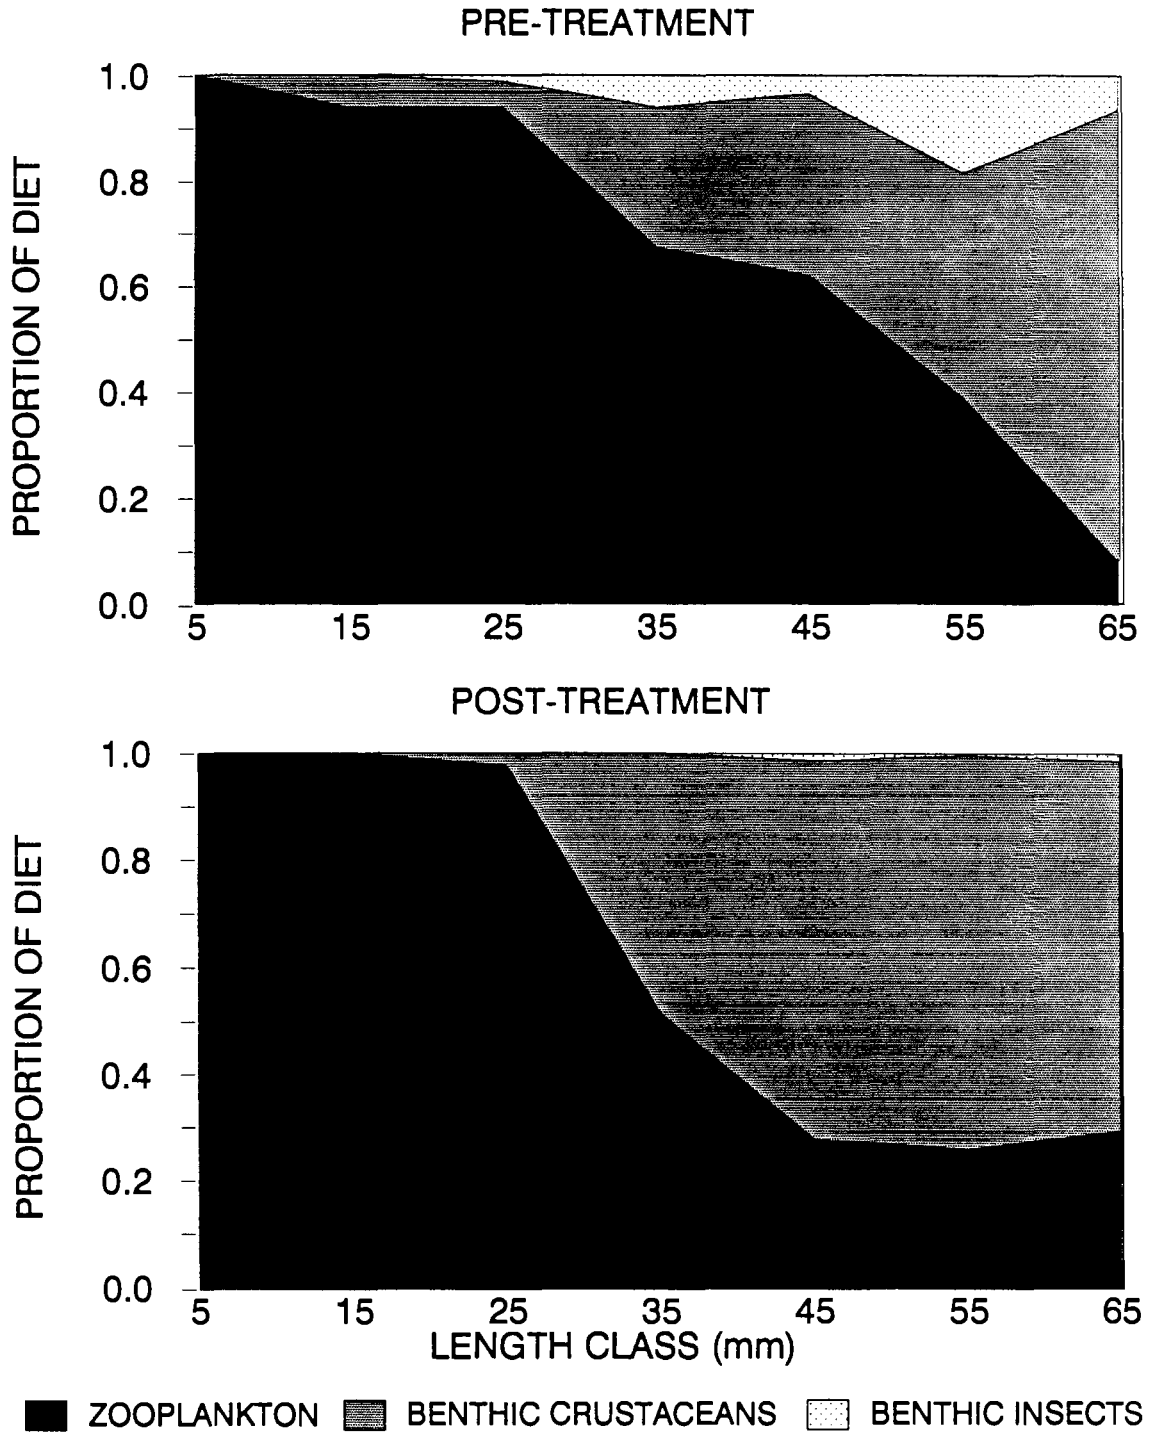 PRE-TREATMENT
PROPORTION OF DIET
1.0
0.8
0.6
0.4
0.2
0.0
5 15 25 35 45 55 65
POST-TREATMENT
PROPORTION OF DIET
1.0
0.8
0.6
0.4
0.2
0.0
5 15 25 35 45 55 65
LENGTH CLASS (mm)
ZOOPLANKTON BENTHIC CRUSTACEANS BENTHIC INSECTS